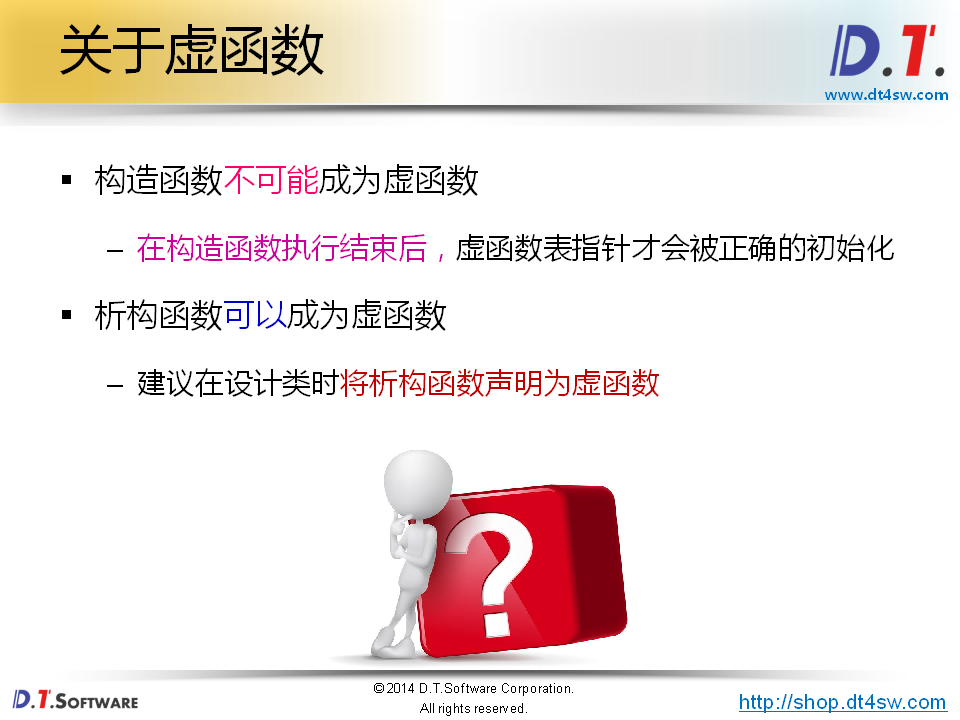 关于虚函数
D.T.
www.dt4sw.com
▪ 构造函数不可能成为虚函数
– 在构造函数执行结束后，虚函数表指针才会被正确的初始化
▪ 析构函数可以成为虚函数
– 建议在设计类时将析构函数声明为虚函数
?
D.T.SOFTWARE
©2014 D.T.Software Corporation.
All rights reserved.
http://shop.dt4sw.com